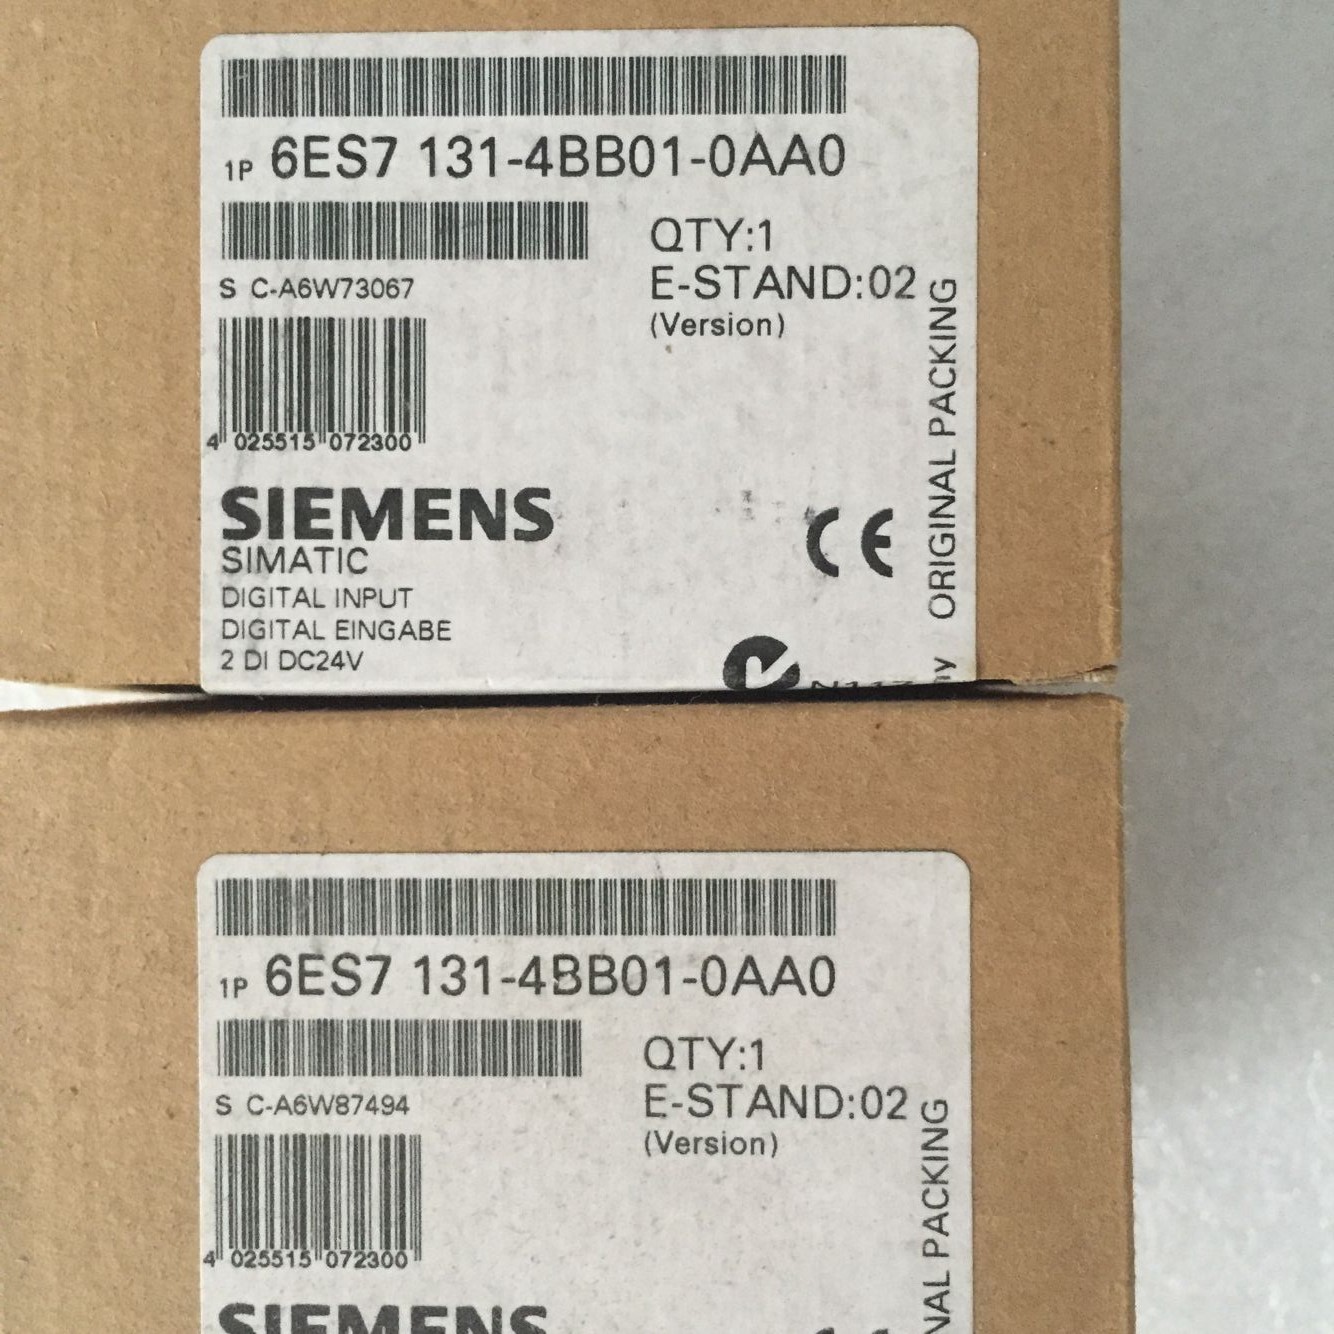 1P 6ES7 131-4BB01-0AA0
QTY:1
E-STAND:02
(Version)
S C-A6W73067
4 025515 072300
SIEMENS
SIMATIC
DIGITAL INPUT
DIGITAL EINGABE
2 DI DC24V
CE
ORIGINAL PACKING
1P 6ES7 131-4BB01-0AA0
QTY:1
E-STAND:02
(Version)
S C-A6W87494
4 025515 072300
SIEMENS
PACKING